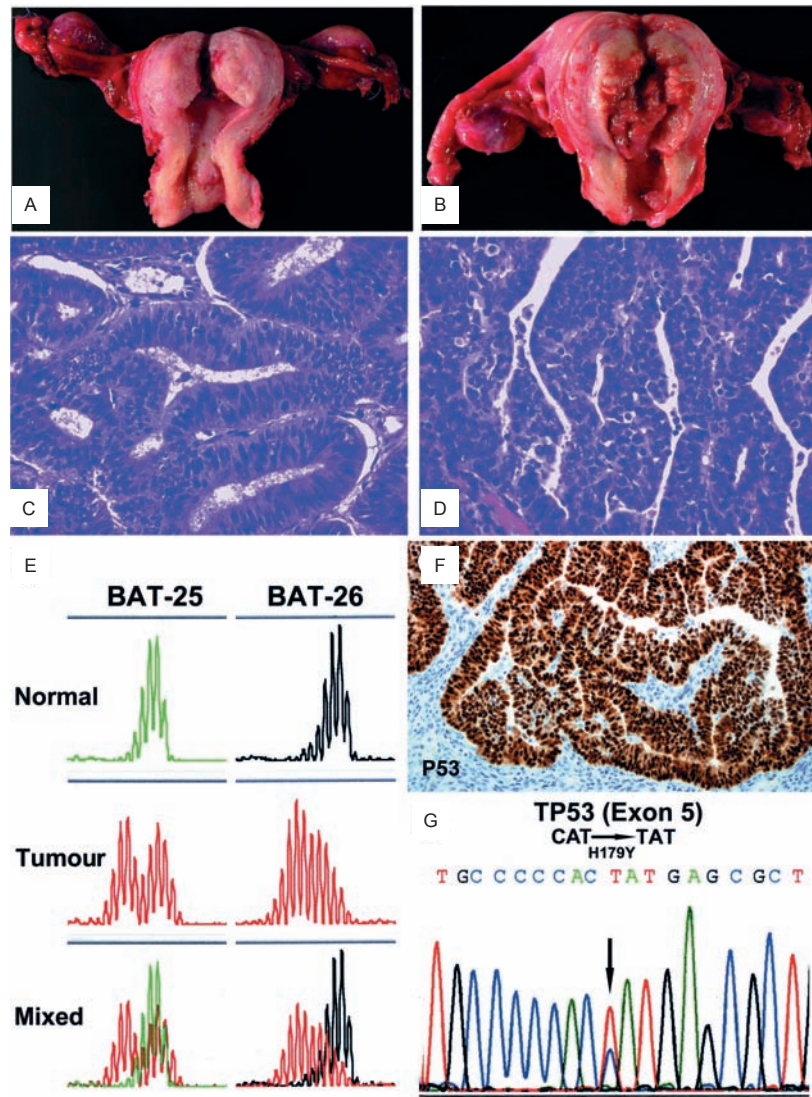 A
B
C
D
E
BAT-25 BAT-26
Normal
Tumour
Mixed
F
P53
G
TP53 (Exon 5)
CAT TAT
H179Y
T G C C C C C A C T A T G A G C G C T